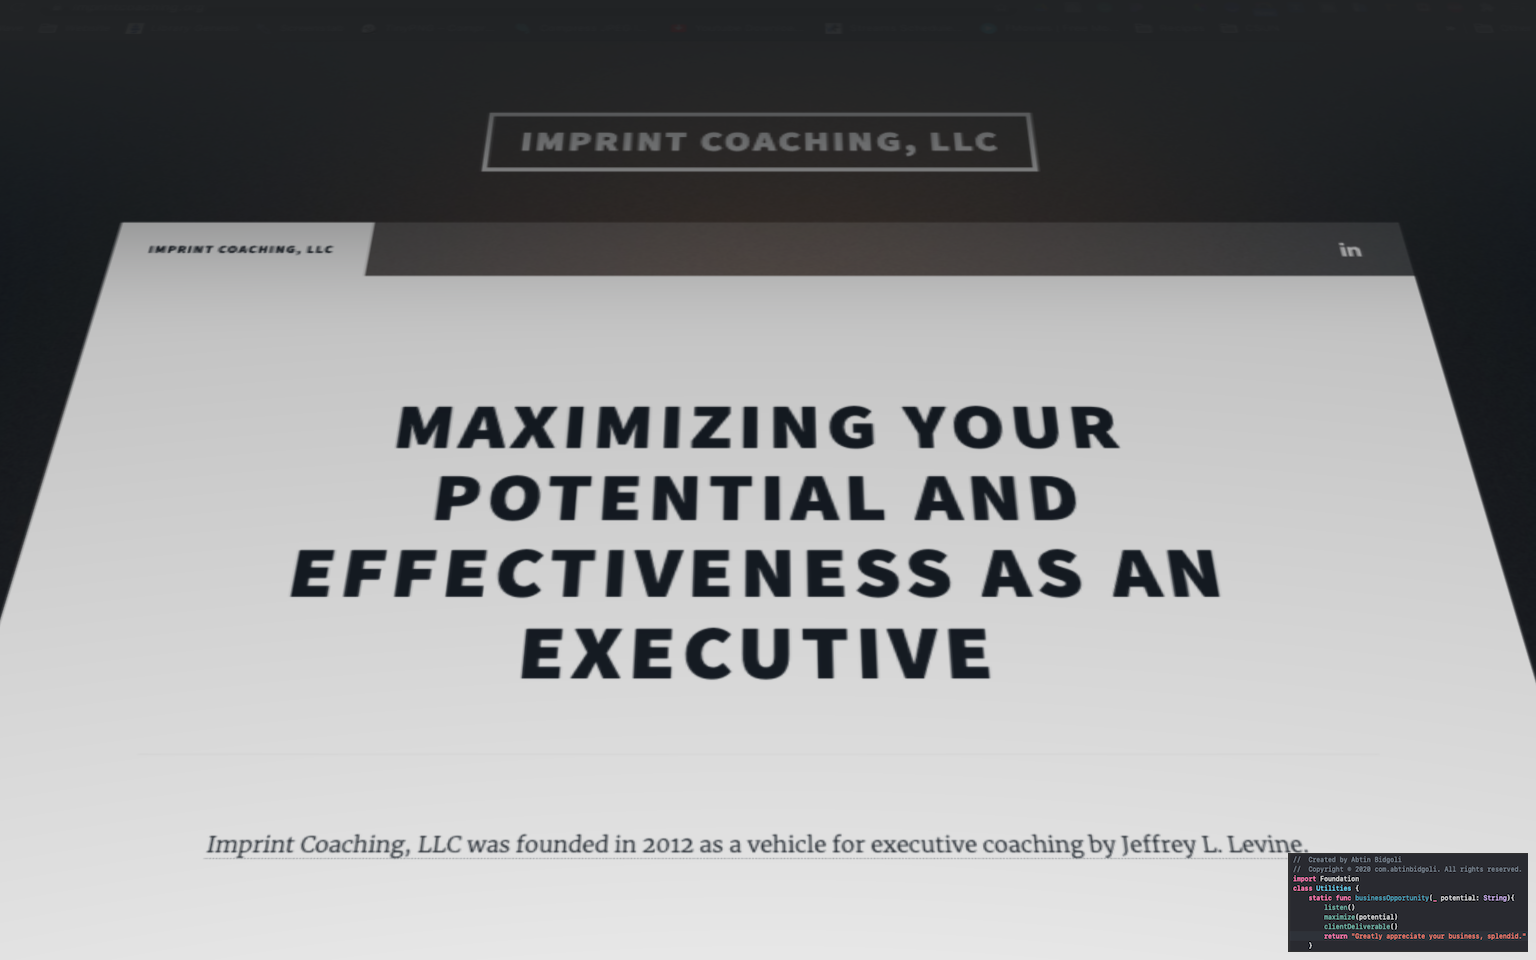 IMPRINT COACHING, LLC
IMPRINT COACHING, LLC
in
MAXIMIZING YOUR
POTENTIAL AND
EFFECTIVENESS AS AN
EXECUTIVE
Imprint Coaching, LLC was founded in 2012 as a vehicle for executive coaching by Jeffrey L. Levine.
// Created by Abtin Bidgoli
// Copyright © 2020 com.abtinbidgoli. All rights reserved.
import Foundation
class Utilities {
static func businessOpportunity(_ potential: String){
listen()
maximize(potential)
clientDeliverable()
return "Greatly appreciate your business, splendid."
}